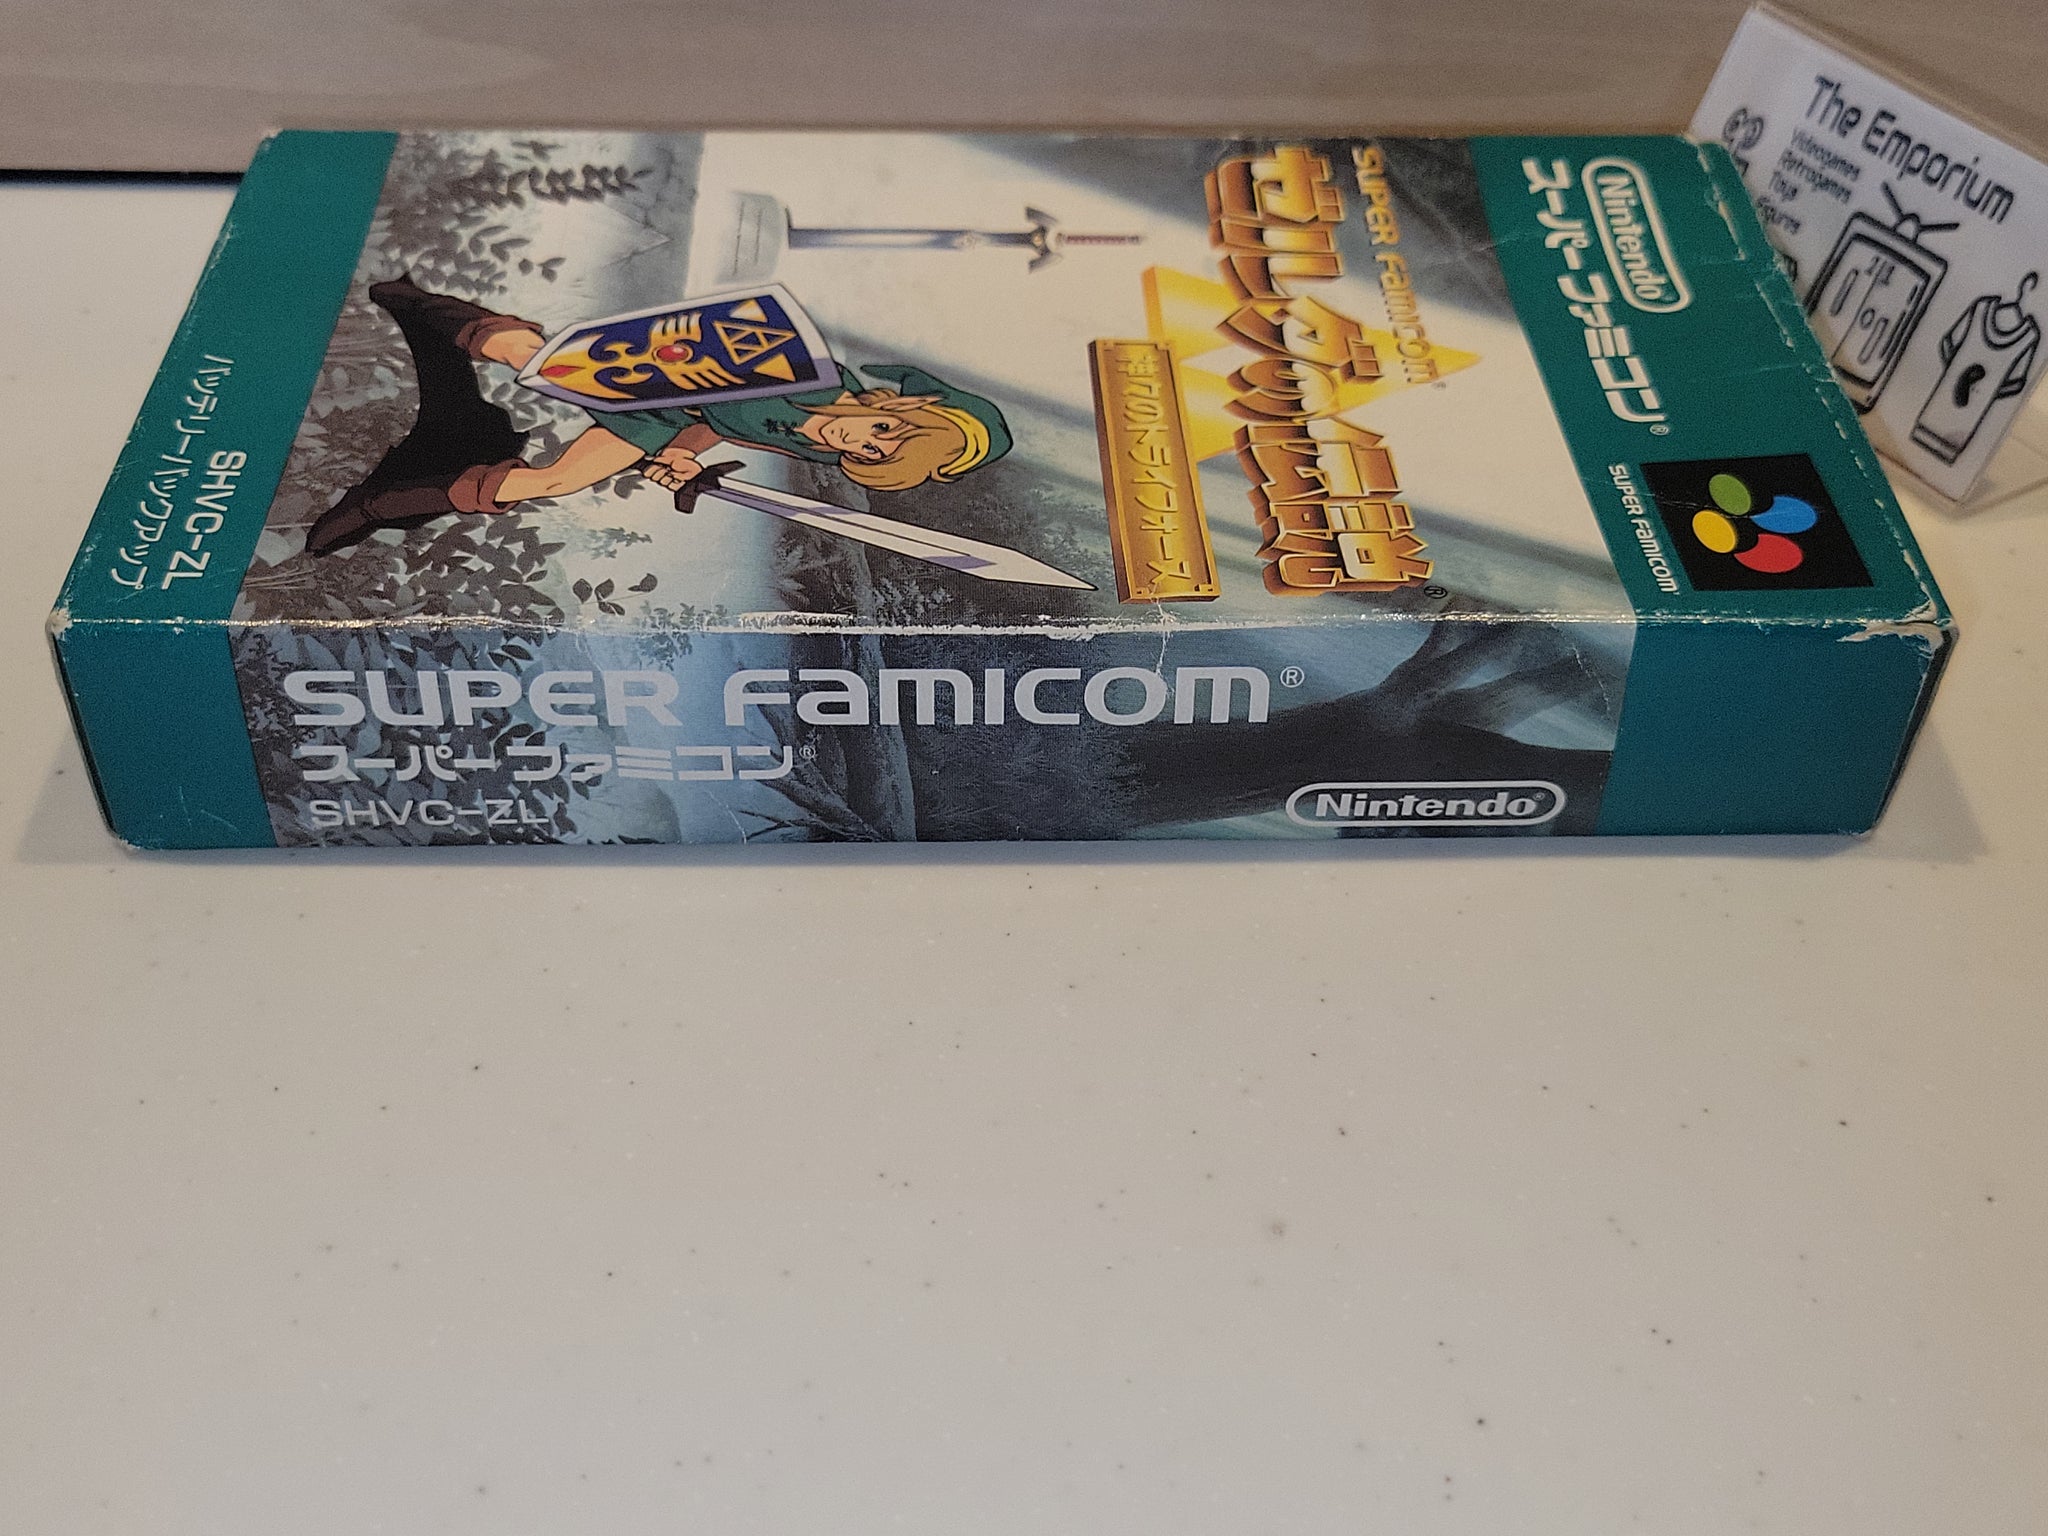 Nintendo®
スーパーファミコン®
SUPER FAMICOM
SUPER FAMICOM®
ゼルダの伝説®
神々のトライフォース
SHVC-ZL
バッテリーバックアップ
SUPER FAMICOM®
スーパーファミコン®
SHVC-ZL
Nintendo®
The Emporium
Videogames
Retrogames
Toys
Figures